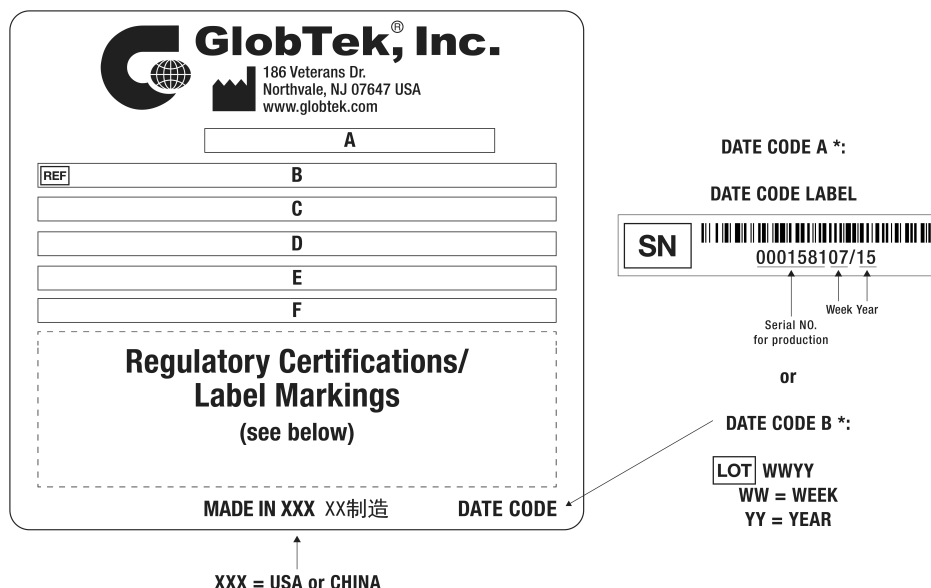 GlobTek,® Inc.
186 Veterans Dr.
Northvale, NJ 07647 USA
www.globtek.com
A
REF B
C
D
E
F
Regulatory Certifications/
Label Markings
(see below)
MADE IN XXX XX制造 DATE CODE
XXX = USA or CHINA
DATE CODE A *:
DATE CODE LABEL
SN
000158107/15
Week Year
Serial NO.
for production
or
DATE CODE B *:
LOT WWYY
WW = WEEK
YY = YEAR